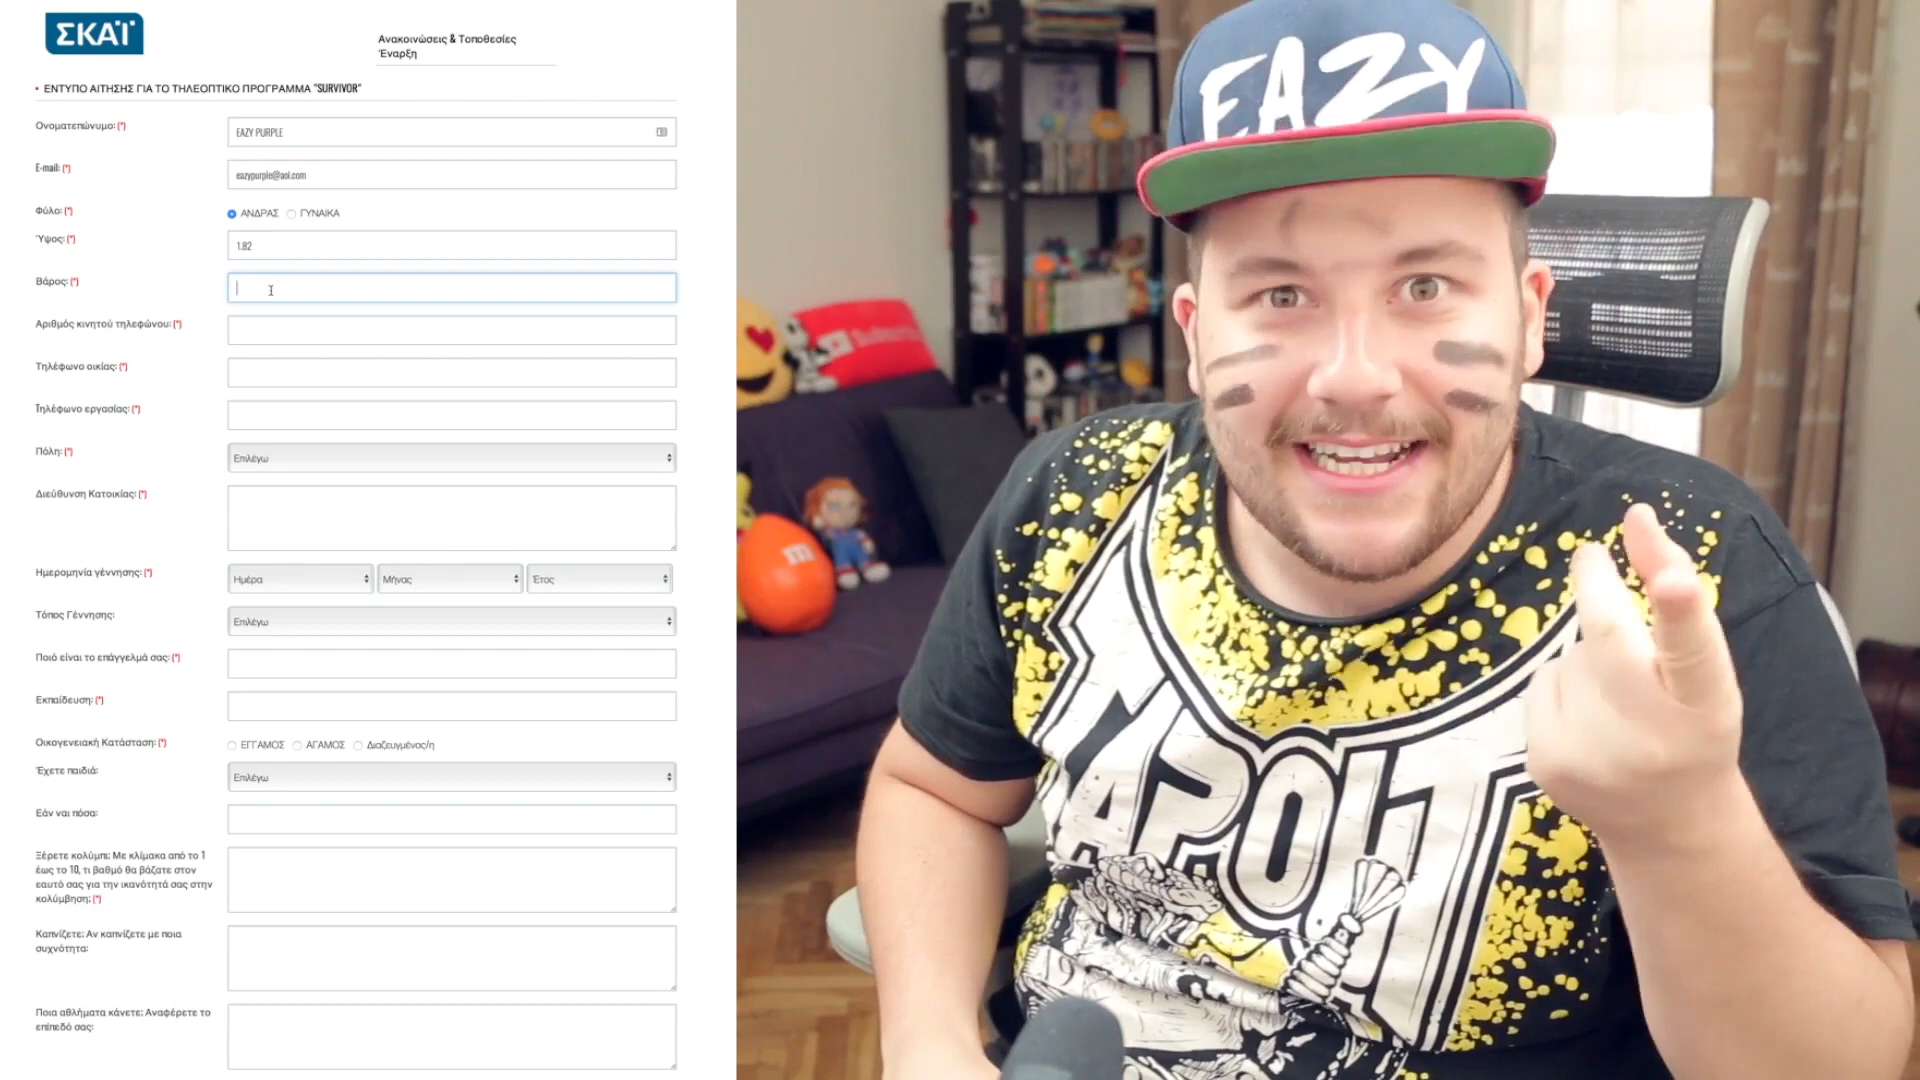 ΣΚΑΪ
Ανακοινώσεις & Τοποθεσίες
Έναρξη
ΕΝΤΥΠΟ ΑΙΤΗΣΗΣ ΓΙΑ ΤΟ ΤΗΛΕΟΠΤΙΚΟ ΠΡΟΓΡΑΜΜΑ "SURVIVOR"
Ονοματεπώνυμο: (*)
EAZY PURPLE
E-mail: (*)
eazypurple@aol.com
Φύλο: (*)
ΑΝΔΡΑΣ ΓΥΝΑΙΚΑ
Ύψος: (*)
1.82
Βάρος: (*)
Αριθμός κινητού τηλεφώνου: (*)
Τηλέφωνο οικίας: (*)
Τηλέφωνο εργασίας: (*)
Πόλη: (*)
Επιλέγω
Διεύθυνση Κατοικίας: (*)
Ημερομηνία γέννησης: (*)
Ημέρα Μήνας Έτος
Τόπος Γέννησης:
Επιλέγω
Ποιό είναι το επάγγελμά σας: (*)
Εκπαίδευση: (*)
Οικογενειακή Κατάσταση: (*)
ΕΓΓΑΜΟΣ ΑΓΑΜΟΣ Διαζευγμένος/η
Έχετε παιδιά:
Επιλέγω
Εάν ναι πόσα:
Ξέρετε κολύμπι; Με κλίμακα από το 1
έως το 10, τι βαθμό θα βάζατε στον
εαυτό σας για την ικανότητά σας στην
κολύμβηση; (*)
Καπνίζετε; Αν καπνίζετε με ποια
συχνότητα:
Ποια αθλήματα κάνετε; Αναφέρετε το
επίπεδό σας:
EAZY
Subscribe
m
TAPOUT